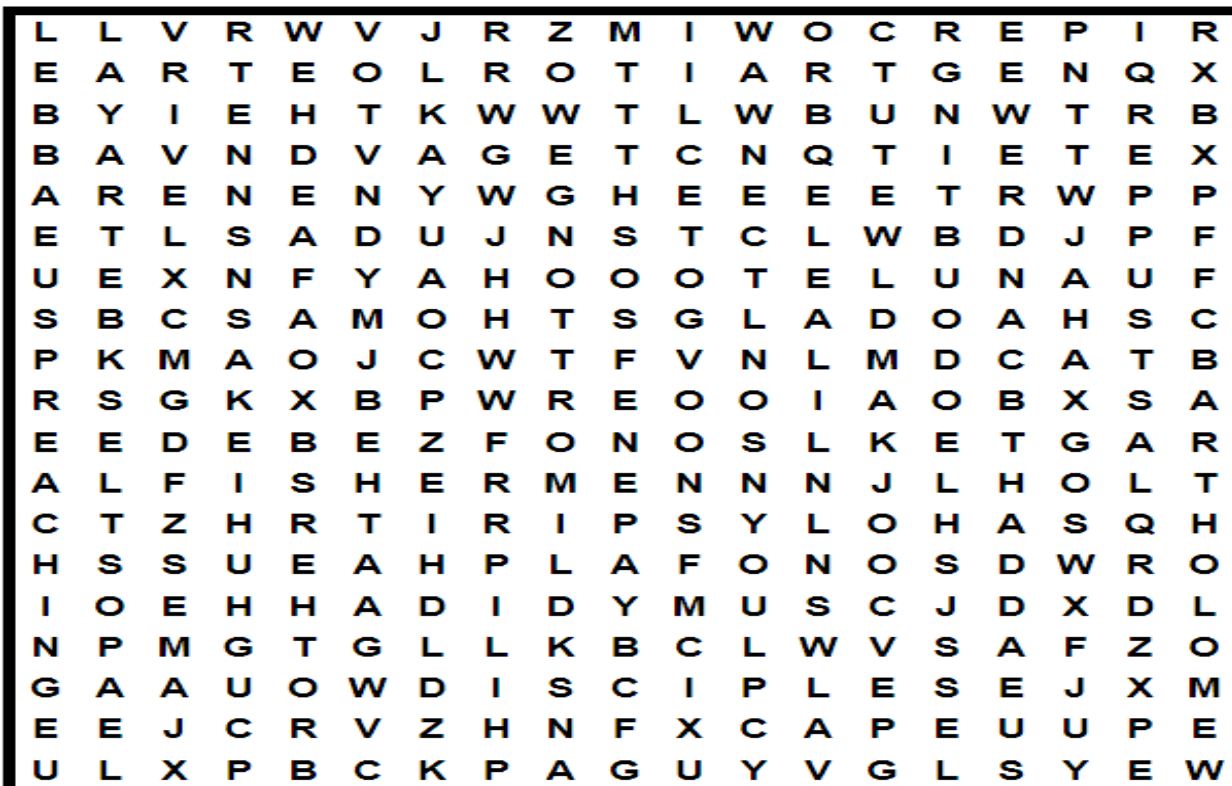 L L V R W V J R Z M I W O C R E P I R
E A R T E O L R O T I A R T G E N Q X
B Y I E H T K W W T L W B U N W T R B
B A V N D V A G E T C N Q T I E T E X
A R E N E N Y W G H E E E E T R W P P
E T L S A D U J N S T C L W B D J P F
U E X N F Y A H O O O T E L U N A U F
S B C S A M O H T S G L A D O A H S C
P K M A O J C W T F V N L M D C A T B
R S G K X B P W R E O O I A O B X S A
E E D E B E Z F O N O S L K E T G A R
A L F I S H E R M E N N N J L H O L T
C T Z H R T I R I P S Y L O H A S Q H
H S S U E A H P L A F O N O S D W R O
I O E H H A D I D Y M U S C J D X D L
N P M G T G L L K B C L W V S A F Z O
G A A U O W D I S C I P L E S E J X M
E E J C R V Z H N F X C A P E U U P E
U L X P B C K P A G U Y V G L S Y E W